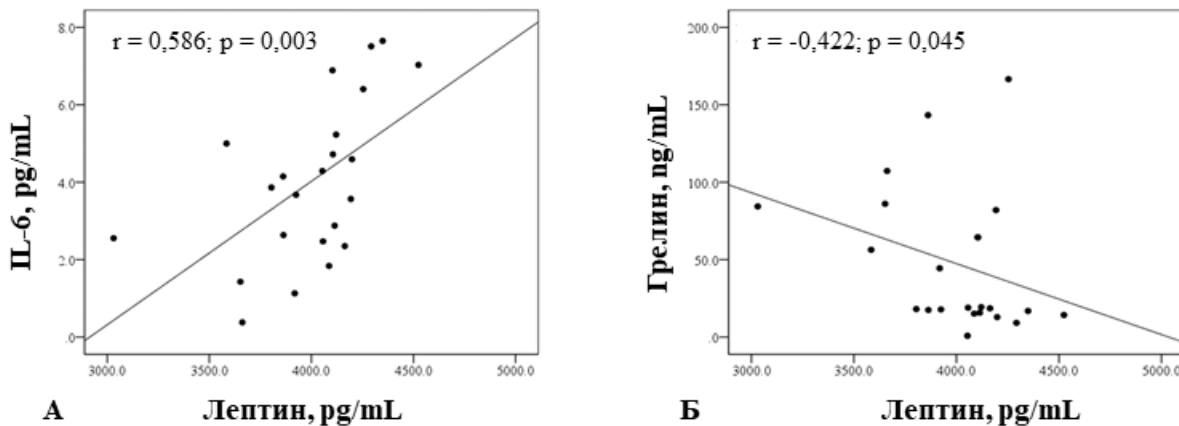 r = 0,586; p = 0,003
IL-6, pg/mL
8.0
6.0
4.0
2.0
.0
3000.0 3500.0 4000.0 4500.0 5000.0
А Лептин, pg/mL
r = -0,422; p = 0,045
Грелин, ng/mL
200.0
150.0
100.0
50.0
.0
3000.0 3500.0 4000.0 4500.0 5000.0
Б Лептин, pg/mL